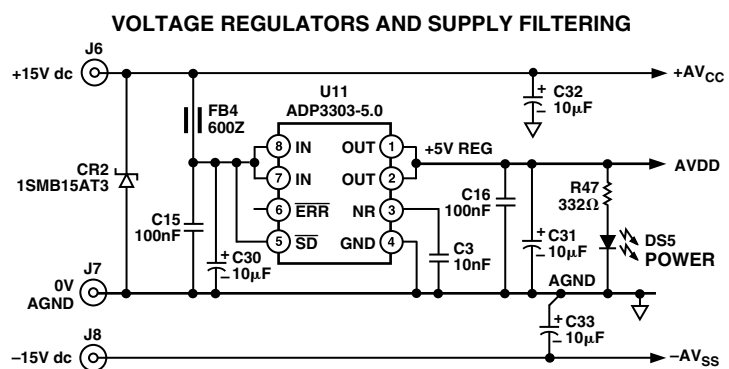 VOLTAGE REGULATORS AND SUPPLY FILTERING
J6
+15V dc
+AVCC
U11
ADP3303-5.0
FB4
600Z
C32
+
–
10μF
8 IN
OUT 1
+5V REG
7 IN
OUT 2
AVDD
CR2
1SMB15AT3
6 ERR
NR 3
5 SD
GND 4
C15
100nF
+
–
C30
10μF
C3
10nF
C16
100nF
+
–
C31
10μF
R47
332Ω
DS5
POWER
J7
0V
AGND
AGND
J8
–15V dc
+
–
C33
10μF
–AVSS